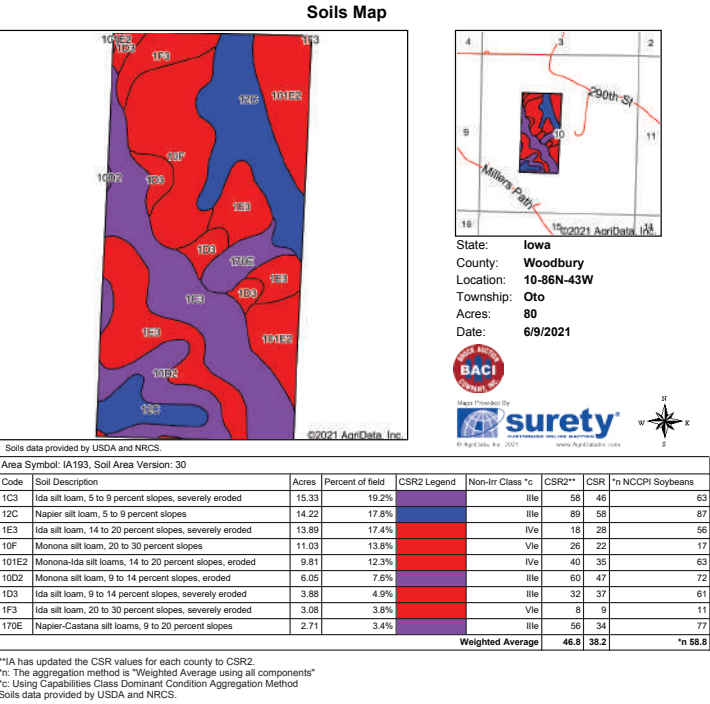 Soils Map
101E2
1D3
1F3
1F3
12C
101E2
10F
10D2
1D3
1E3
1D3
170E
1E3
1D3
1C3
1E3
101E2
10D2
12C
©2021 AgriData, Inc.
4
3
2
290th St
9
10
11
Millers Path
16
15
14
©2021 AgriData, Inc.
State: Iowa
County: Woodbury
Location: 10-86N-43W
Township: Oto
Acres: 80
Date: 6/9/2021
BROCK AUCTION
BACI
COMPANY, INC.
Maps Provided By
surety®
CUSTOMIZED ONLINE MAPPING
© AgriData, Inc. 2021 www.AgriDataInc.com
N
W E
S
Soils data provided by USDA and NRCS.
Area Symbol: IA193, Soil Area Version: 30
Code Soil Description Acres Percent of field CSR2 Legend Non-Irr Class *c CSR2** CSR *n NCCPI Soybeans
1C3 Ida silt loam, 5 to 9 percent slopes, severely eroded 15.33 19.2% IIIe 58 46 63
12C Napier silt loam, 5 to 9 percent slopes 14.22 17.8% IIIe 89 58 87
1E3 Ida silt loam, 14 to 20 percent slopes, severely eroded 13.89 17.4% IVe 18 28 56
10F Monona silt loam, 20 to 30 percent slopes 11.03 13.8% VIe 26 22 17
101E2 Monona-Ida silt loams, 14 to 20 percent slopes, eroded 9.81 12.3% IVe 40 35 63
10D2 Monona silt loam, 9 to 14 percent slopes, eroded 6.05 7.6% IIIe 60 47 72
1D3 Ida silt loam, 9 to 14 percent slopes, severely eroded 3.88 4.9% IIIe 32 37 61
1F3 Ida silt loam, 20 to 30 percent slopes, severely eroded 3.08 3.8% VIe 8 9 11
170E Napier-Castana silt loams, 9 to 20 percent slopes 2.71 3.4% IIIe 56 34 77
Weighted Average 46.8 38.2 *n 58.8
**IA has updated the CSR values for each county to CSR2.
*n: The aggregation method is "Weighted Average using all components"
*c: Using Capabilities Class Dominant Condition Aggregation Method
Soils data provided by USDA and NRCS.